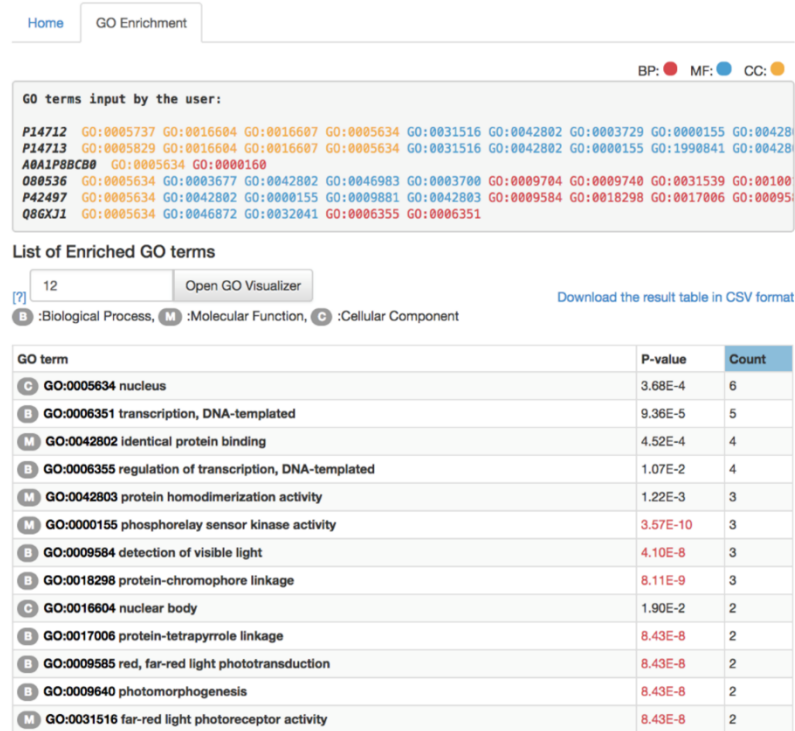 Home GO Enrichment
BP: MF: CC:
GO terms input by the user:
P14712 GO:0005737 GO:0016604 GO:0016607 GO:0005634 GO:0031516 GO:0042802 GO:0003729 GO:0000155 GO:00428
P14713 GO:0005829 GO:0016604 GO:0016607 GO:0005634 GO:0031516 GO:0042802 GO:0000155 GO:1990841 GO:00428
A0A1P8BCB0 GO:0005634 GO:0000160
O80536 GO:0005634 GO:0003677 GO:0042802 GO:0046983 GO:0003700 GO:0009704 GO:0009740 GO:0031539 GO:00100
P42497 GO:0005634 GO:0042802 GO:0000155 GO:0009881 GO:0042803 GO:0009584 GO:0018298 GO:0017006 GO:00095
Q8GXJ1 GO:0005634 GO:0046872 GO:0032041 GO:0006355 GO:0006351
List of Enriched GO terms
[?] 12 Open GO Visualizer
Download the result table in CSV format
B :Biological Process, M :Molecular Function, C :Cellular Component
GO term P-value Count
C GO:0005634 nucleus 3.68E-4 6
B GO:0006351 transcription, DNA-templated 9.36E-5 5
M GO:0042802 identical protein binding 4.52E-4 4
B GO:0006355 regulation of transcription, DNA-templated 1.07E-2 4
M GO:0042803 protein homodimerization activity 1.22E-3 3
M GO:0000155 phosphorelay sensor kinase activity 3.57E-10 3
B GO:0009584 detection of visible light 4.10E-8 3
B GO:0018298 protein-chromophore linkage 8.11E-9 3
C GO:0016604 nuclear body 1.90E-2 2
B GO:0017006 protein-tetrapyrrole linkage 8.43E-8 2
B GO:0009585 red, far-red light phototransduction 8.43E-8 2
B GO:0009640 photomorphogenesis 8.43E-8 2
M GO:0031516 far-red light photoreceptor activity 8.43E-8 2